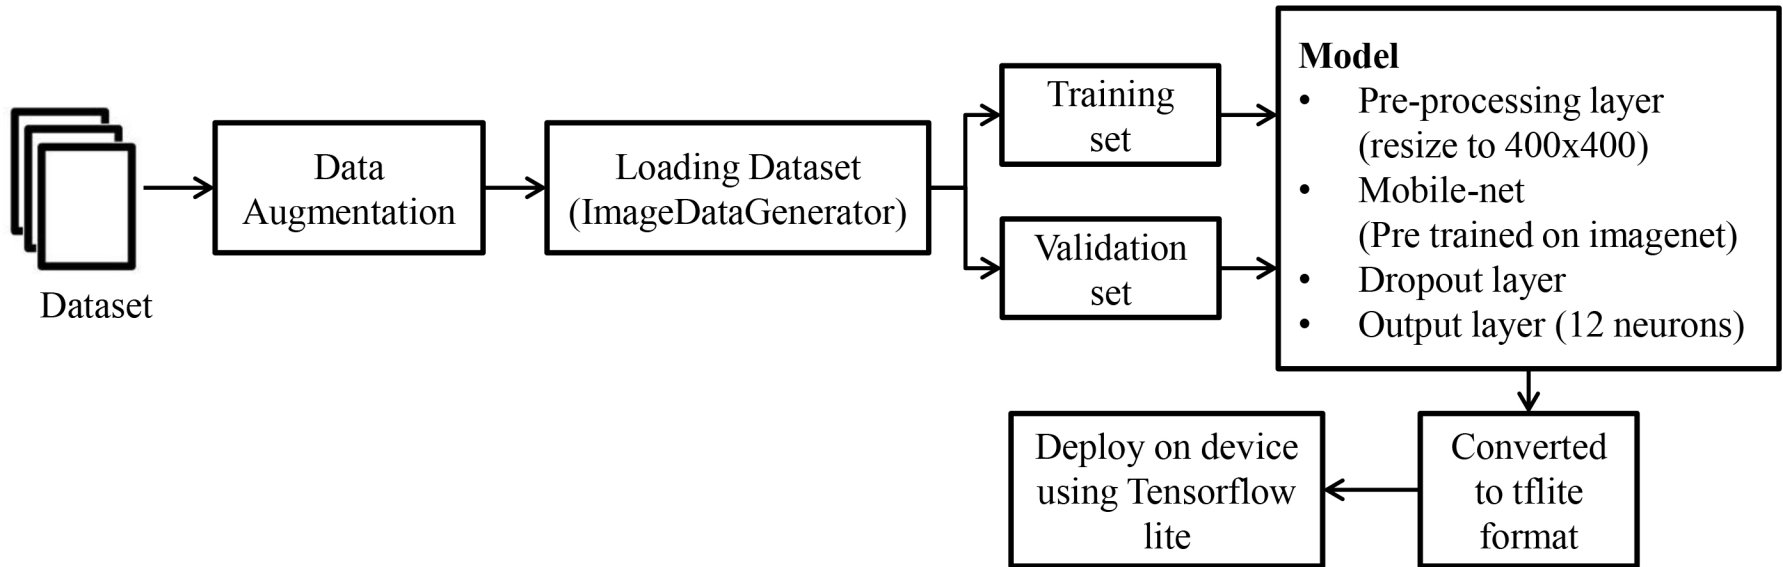 Dataset
Data
Augmentation
Loading Dataset
(ImageDataGenerator)
Training
set
Validation
set
Model
• Pre-processing layer
(resize to 400x400)
• Mobile-net
(Pre trained on imagenet)
• Dropout layer
• Output layer (12 neurons)
Converted
to tflite
format
Deploy on device
using Tensorflow
lite